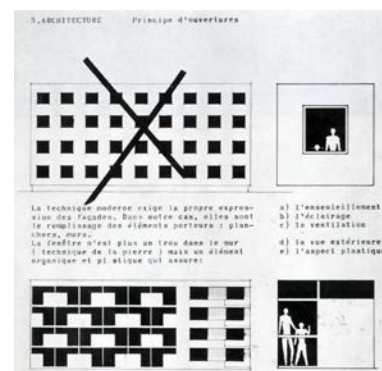 5.ARCHITECTURE Principe d'ouvertures
La technique moderne exige la propre expres-
sion des façades. Dans notre cas, elles sont
le remplissage des éléments porteurs : plan-
chers, murs.
La fenêtre n'est plus un trou dans le mur
( technique de la pierre ) mais un élément
organique et pl stique qui assure:
a) l'ensoleillement
b) l'éclairage
c) la ventilation
d) la vue extérieure
e) l'aspect plastique